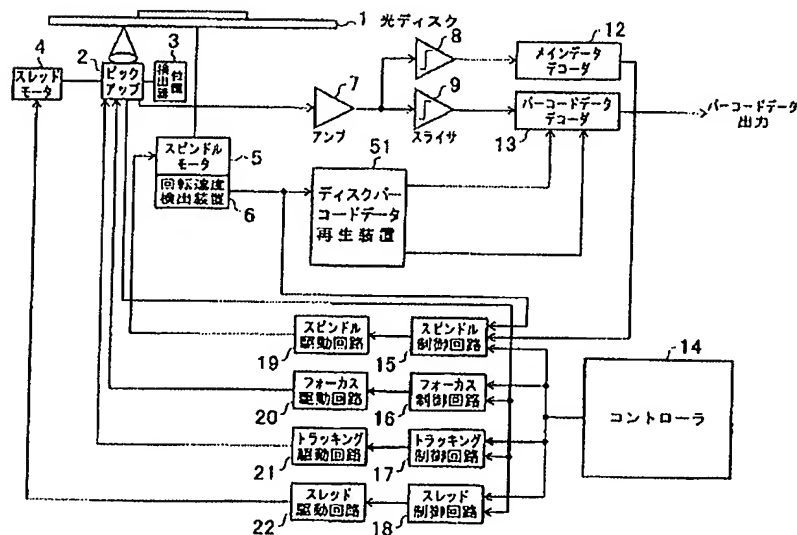 1 光ディスク
2
ピック
アップ
3
位置
検出器
4
スレッド
モータ
7
アンプ
8
9
スライサ
12
メインデータ
デコーダ
バーコードデータ
デコーダ
13
バーコードデータ
出力
スピンドル
モータ
5
回転速度
検出装置
6
51
ディスクバー
コードデータ
再生装置
スピンドル
駆動回路
19
スピンドル
制御回路
15
フォーカス
駆動回路
20
フォーカス
制御回路
16
トラッキング
駆動回路
21
トラッキング
制御回路
17
スレッド
駆動回路
22
スレッド
制御回路
18
14
コントローラ